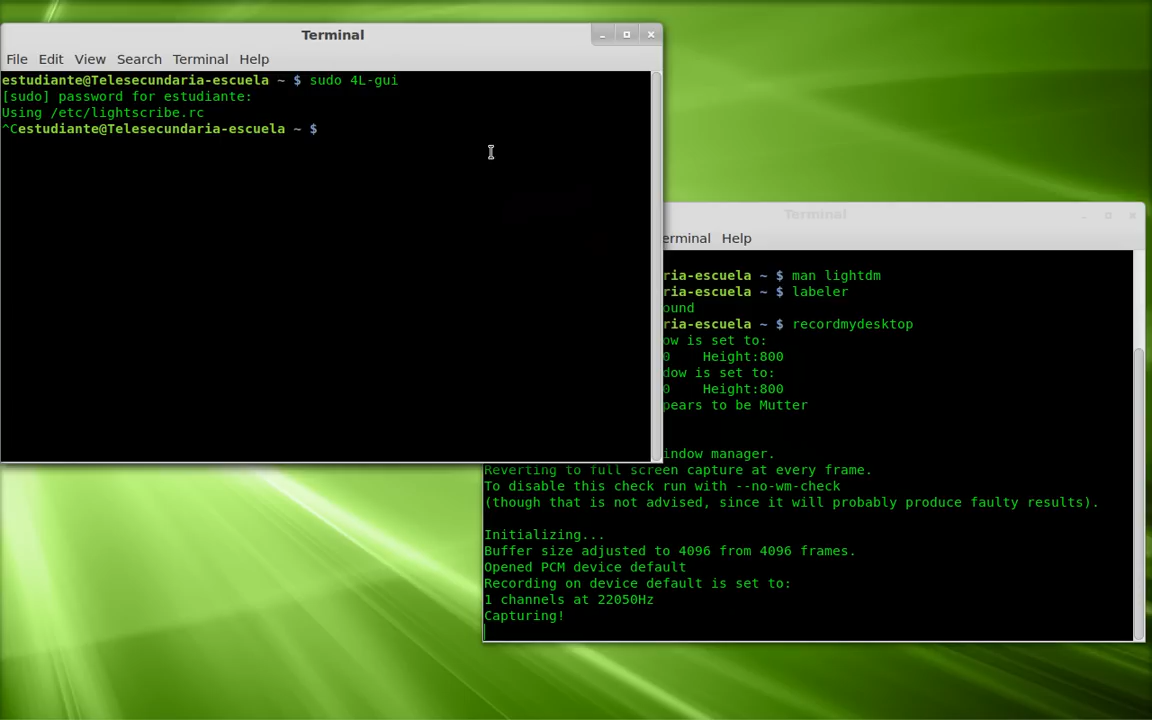 Terminal
File Edit View Search Terminal Help
estudiante@Telesecundaria-escuela ~ $ sudo 4L-gui
[sudo] password for estudiante:
Using /etc/lightscribe.rc
^Cestudiante@Telesecundaria-escuela ~ $
Terminal
erminal Help
ria-escuela ~ $ man lightdm
ria-escuela ~ $ labeler
ound
ria-escuela ~ $ recordmydesktop
ow is set to:
0 Height:800
dow is set to:
0 Height:800
pears to be Mutter
indow manager.
Reverting to full screen capture at every frame.
To disable this check run with --no-wm-check
(though that is not advised, since it will probably produce faulty results).
Initializing...
Buffer size adjusted to 4096 from 4096 frames.
Opened PCM device default
Recording on device default is set to:
1 channels at 22050Hz
Capturing!